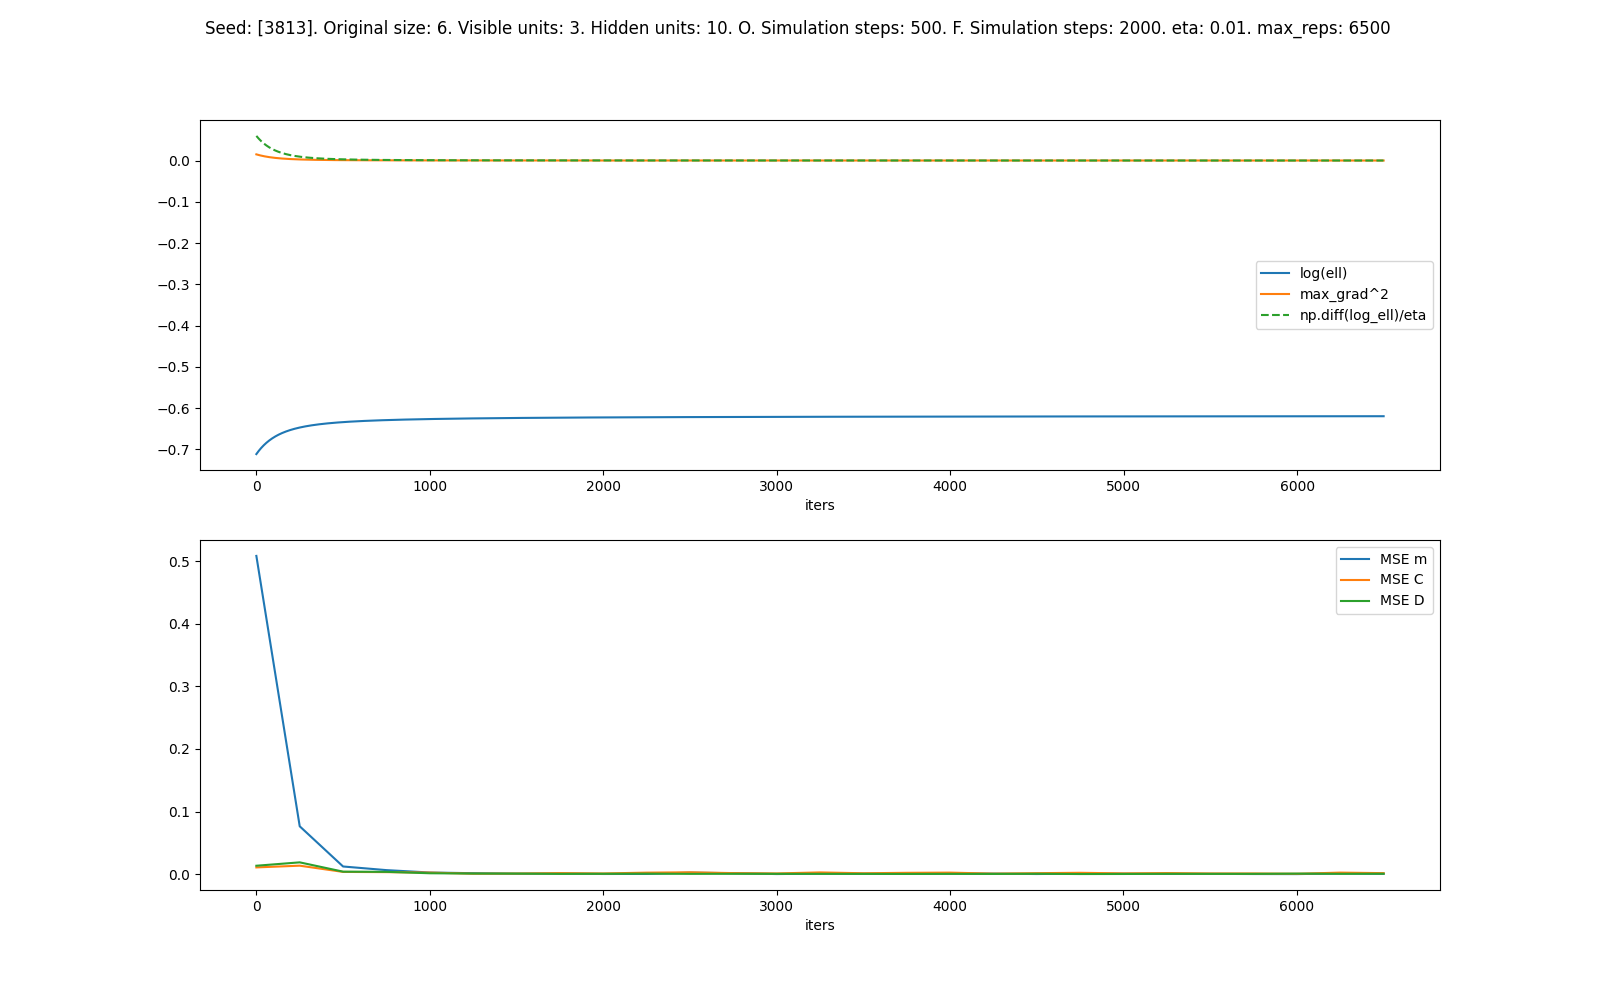 Seed: [3813]. Original size: 6. Visible units: 3. Hidden units: 10. O. Simulation steps: 500. F. Simulation steps: 2000. eta: 0.01. max_reps: 6500
0.0
−0.1
−0.2
−0.3
−0.4
−0.5
−0.6
−0.7
log(ell)
max_grad^2
np.diff(log_ell)/eta
0 1000 2000 3000 4000 5000 6000
iters
0.5
0.4
0.3
0.2
0.1
0.0
MSE m
MSE C
MSE D
0 1000 2000 3000 4000 5000 6000
iters